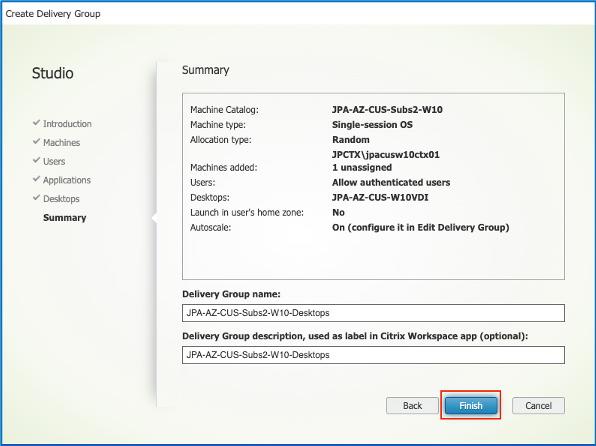 Create Delivery Group
Studio
Introduction
Machines
Users
Applications
Desktops
Summary
Summary
Machine Catalog: JPA-AZ-CUS-Subs2-W10
Machine type: Single-session OS
Allocation type: Random
JPCTX\jpacusw10ctx01
Machines added: 1 unassigned
Users: Allow authenticated users
Desktops: JPA-AZ-CUS-W10VDI
Launch in user's home zone: No
Autoscale: On (configure it in Edit Delivery Group)
Delivery Group name:
JPA-AZ-CUS-Subs2-W10-Desktops
Delivery Group description, used as label in Citrix Workspace app (optional):
JPA-AZ-CUS-Subs2-W10-Desktops
Back Finish Cancel